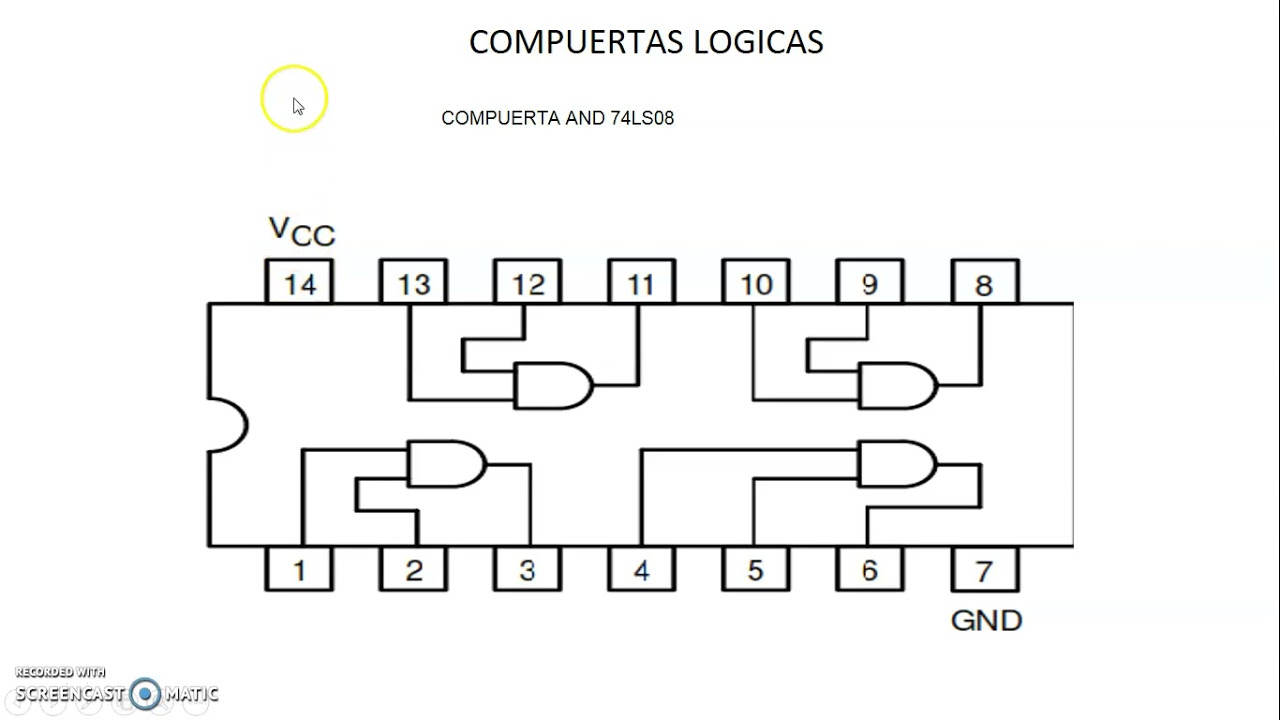 COMPUERTAS LOGICAS
COMPUERTA AND 74LS08
VCC
14 13 12 11 10 9 8
1 2 3 4 5 6 7
GND
RECORDED WITH
SCREENCAST MATIC